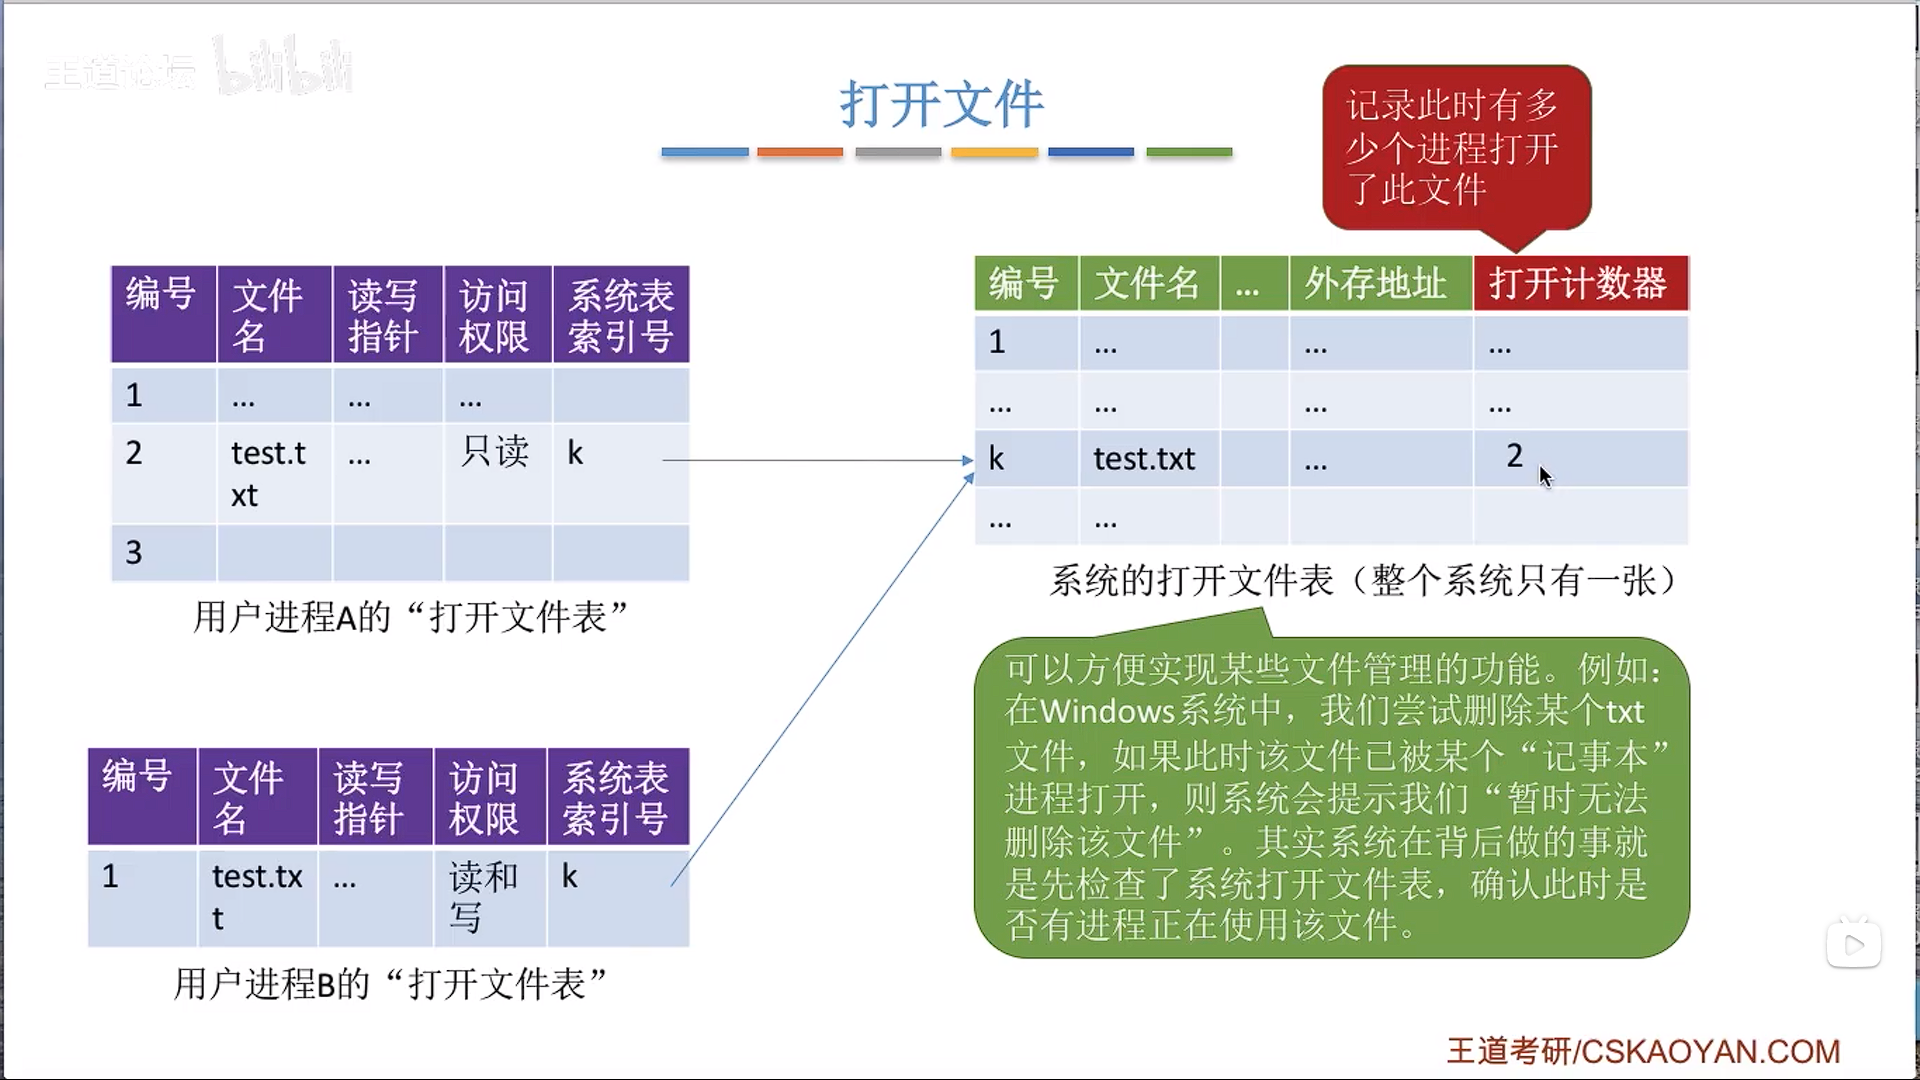 王道论坛 bilibili
打开文件
记录此时有多
少个进程打开
了此文件
编号 文件名 读写指针 访问权限 系统表索引号
1 ... ... ...
2 test.txt ... 只读 k
3
用户进程A的“打开文件表”
编号 文件名 ... 外存地址 打开计数器
1 ... ... ...
... ... ... ...
k test.txt ... 2
... ...
系统的打开文件表（整个系统只有一张）
可以方便实现某些文件管理的功能。例如：
在Windows系统中，我们尝试删除某个txt
文件，如果此时该文件已被某个“记事本”
进程打开，则系统会提示我们“暂时无法
删除该文件”。其实系统在背后做的事就
是先检查了系统打开文件表，确认此时是
否有进程正在使用该文件。
编号 文件名 读写指针 访问权限 系统表索引号
1 test.txt ... 读和写 k
用户进程B的“打开文件表”
王道考研/CSKAOYAN.COM